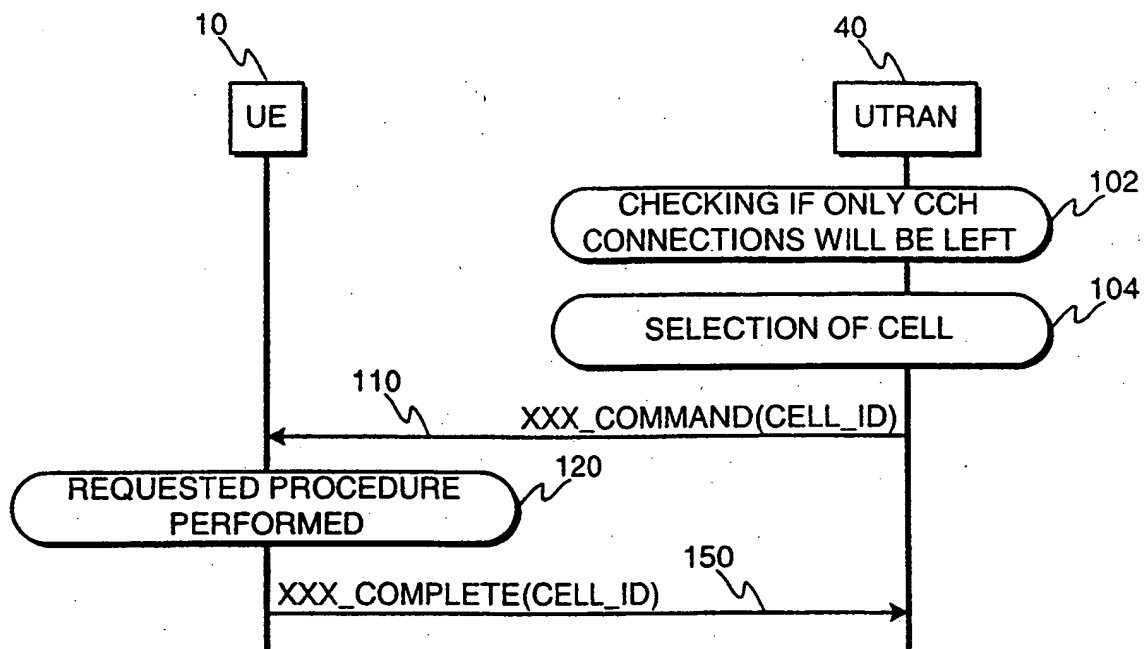 10
40
UE
UTRAN
102
CHECKING IF ONLY CCH
CONNECTIONS WILL BE LEFT
104
SELECTION OF CELL
110
XXX_COMMAND(CELL_ID)
120
REQUESTED PROCEDURE
PERFORMED
150
XXX_COMPLETE(CELL_ID)